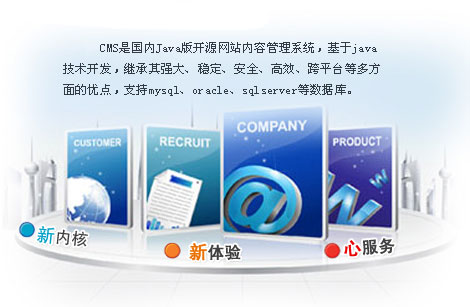 CMS是国内Java版开源网站内容管理系统，基于java
技术开发，继承其强大、稳定、安全、高效、跨平台等多方
面的优点，支持mysql、oracle、sqlserver等数据库。
CUSTOMER
RECRUIT
COMPANY
PRODUCT
@
W
W
新内核
新体验
心服务